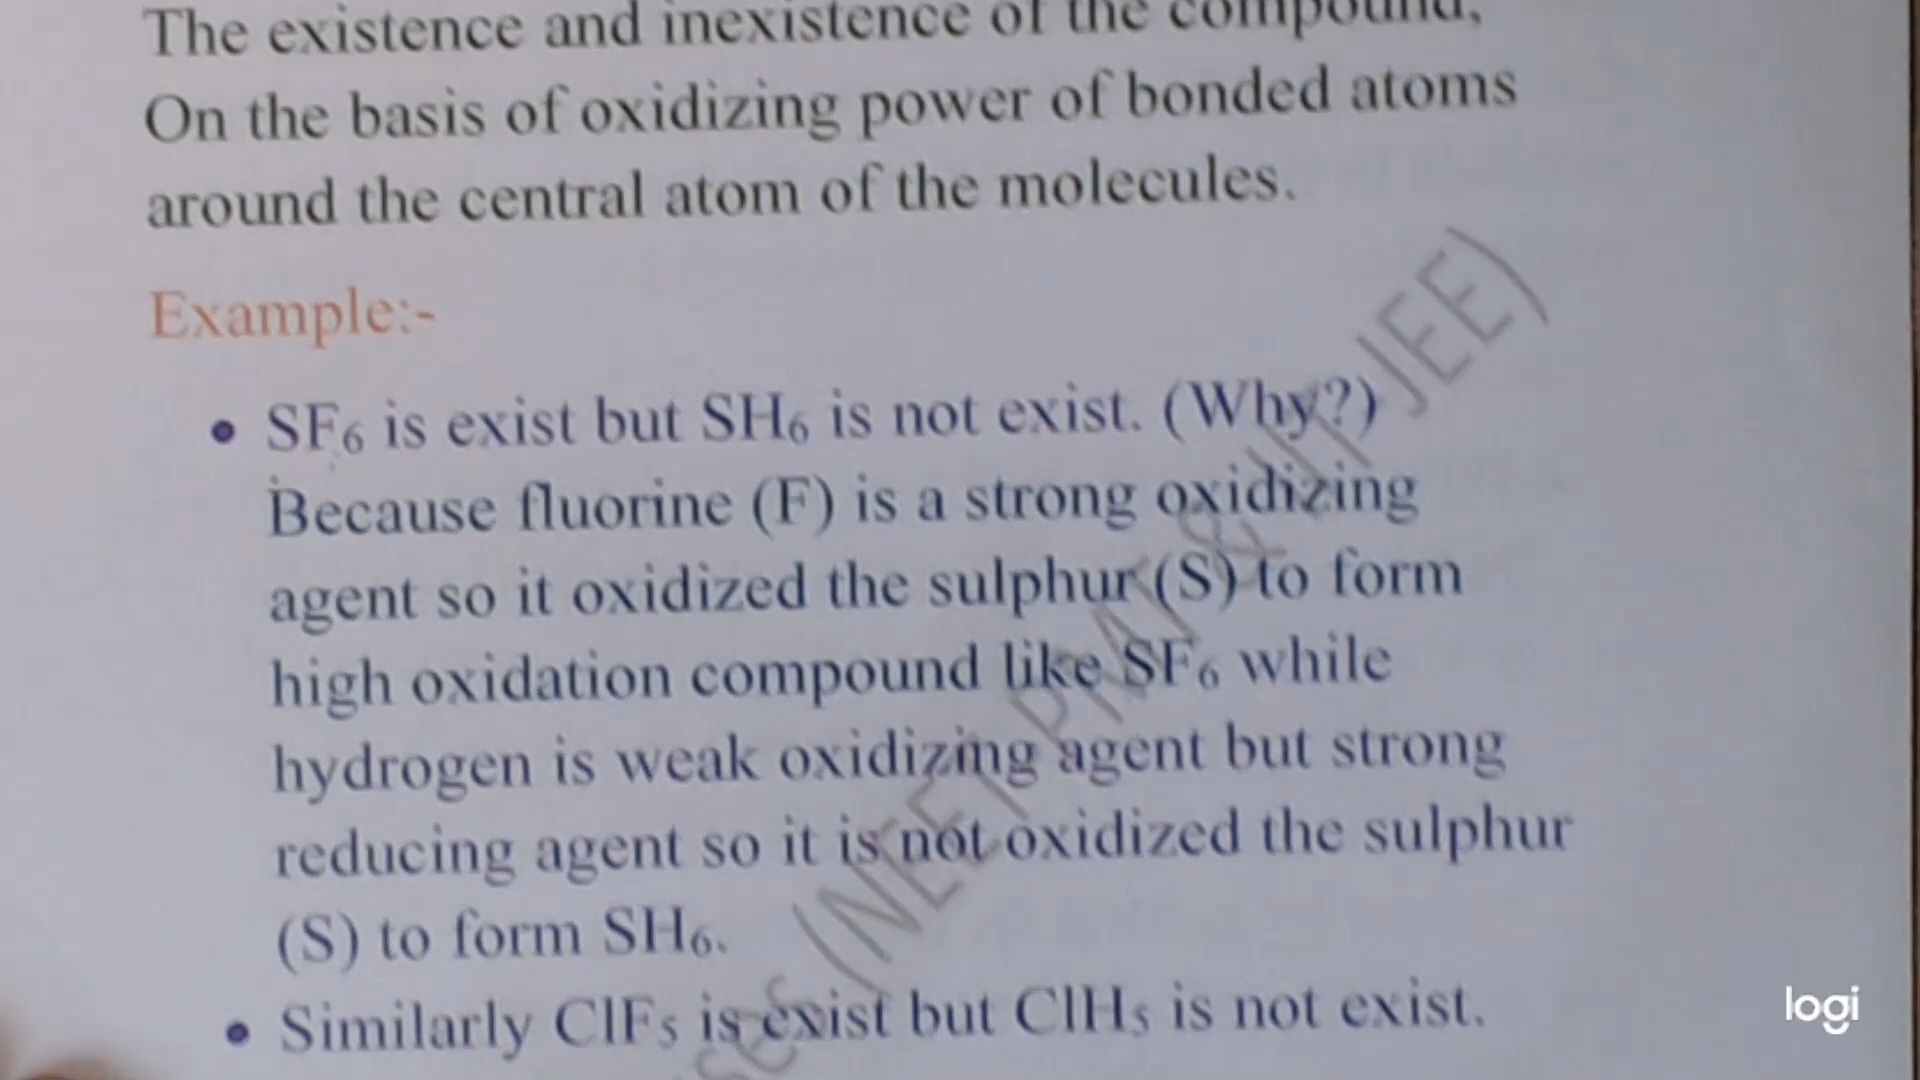 The existence and inexistence of the compound,
On the basis of oxidizing power of bonded atoms
around the central atom of the molecules.
Example:-
• SF₆ is exist but SH₆ is not exist. (Why?)
Because fluorine (F) is a strong oxidizing
agent so it oxidized the sulphur (S) to form
high oxidation compound like SF₆ while
hydrogen is weak oxidizing agent but strong
reducing agent so it is not oxidized the sulphur
(S) to form SH₆.
• Similarly ClF₅ is exist but ClH₅ is not exist.
(NEET PMT & IIT JEE)
logi